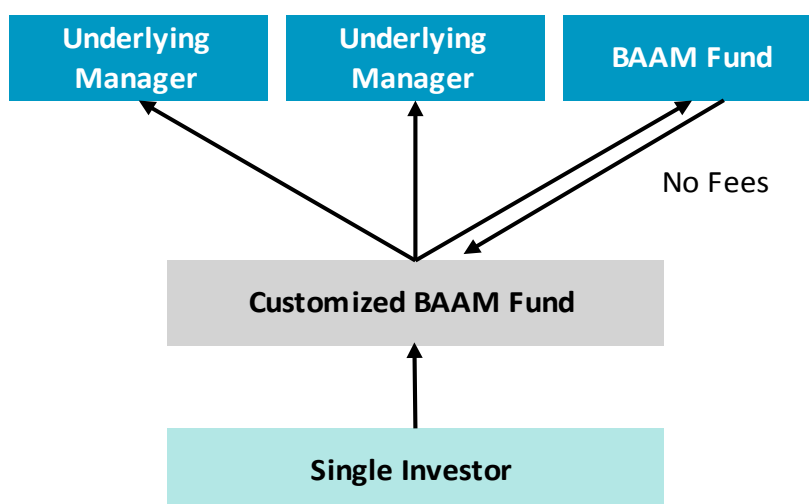 Underlying
Manager
Underlying
Manager
BAAM Fund
No Fees
Customized BAAM Fund
Single Investor